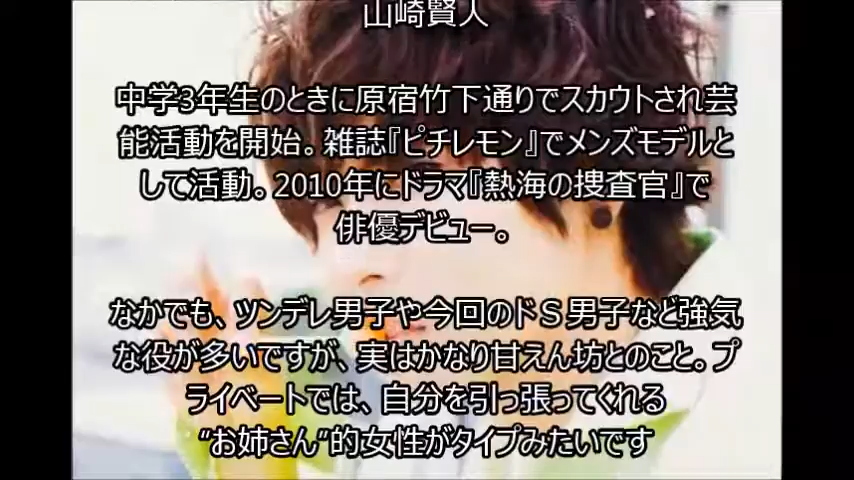 山崎賢人
中学3年生のときに原宿竹下通りでスカウトされ芸
能活動を開始。雑誌『ピチレモン』でメンズモデルと
して活動。2010年にドラマ『熱海の捜査官』で
俳優デビュー。
なかでも、ツンデレ男子や今回のドＳ男子など強気
な役が多いですが、実はかなり甘えん坊とのこと。プ
ライベートでは、自分を引っ張ってくれる
“お姉さん”的女性がタイプみたいです